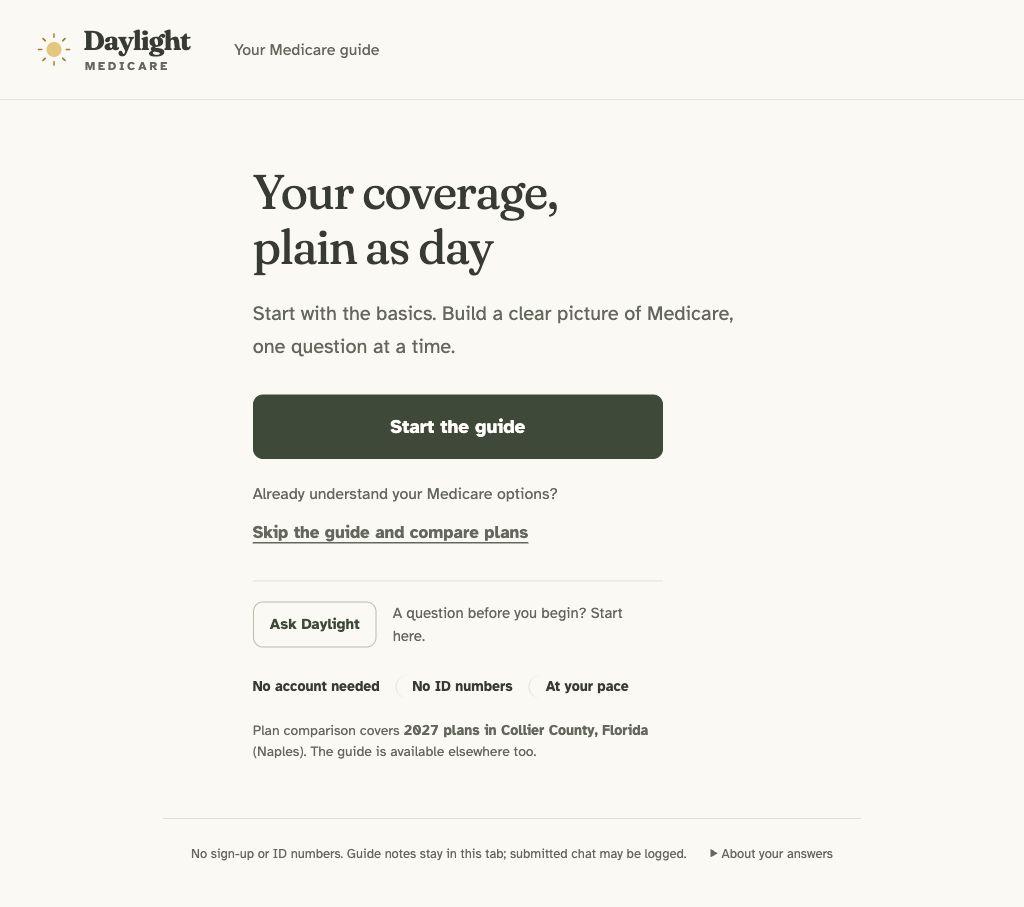 Daylight
MEDICARE
Your Medicare guide
Your coverage,
plain as day
Start with the basics. Build a clear picture of Medicare,
one question at a time.
Start the guide
Already understand your Medicare options?
Skip the guide and compare plans
Ask Daylight
A question before you begin? Start
here.
No account needed
No ID numbers
At your pace
Plan comparison covers 2027 plans in Collier County, Florida
(Naples). The guide is available elsewhere too.
No sign-up or ID numbers. Guide notes stay in this tab; submitted chat may be logged.
About your answers